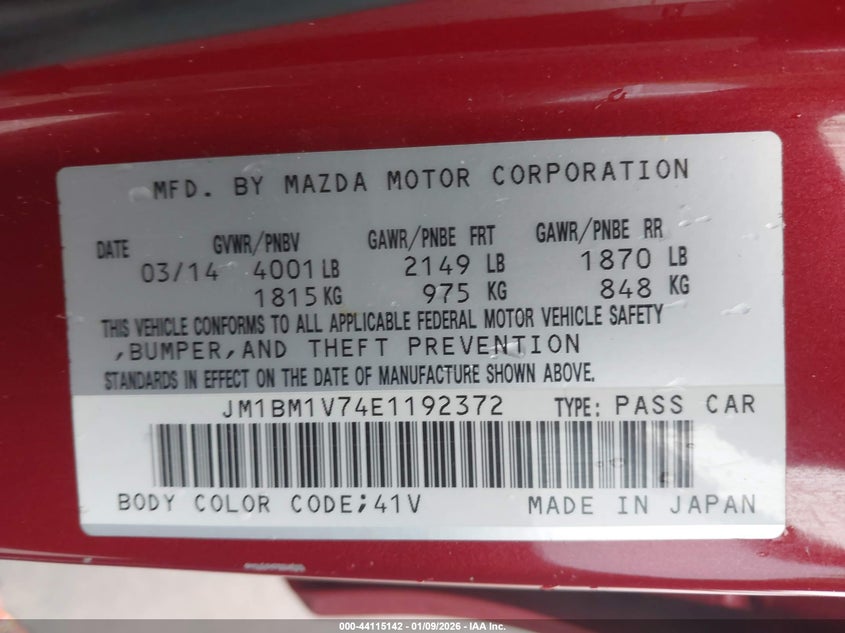 MFD. BY MAZDA MOTOR CORPORATION
DATE GVWR/PNBV GAWR/PNBE FRT GAWR/PNBE RR
03/14 4001 LB 2149 LB 1870 LB
1815 KG 975 KG 848 KG
THIS VEHICLE CONFORMS TO ALL APPLICABLE FEDERAL MOTOR VEHICLE SAFETY
,BUMPER,AND THEFT PREVENTION
STANDARDS IN EFFECT ON THE DATE OF MANUFACTURE SHOWN ABOVE.
JM1BM1V74E1192372 TYPE: PASS CAR
BODY COLOR CODE;41V MADE IN JAPAN
000-44115142 - 01/09/2026 - IAA Inc.